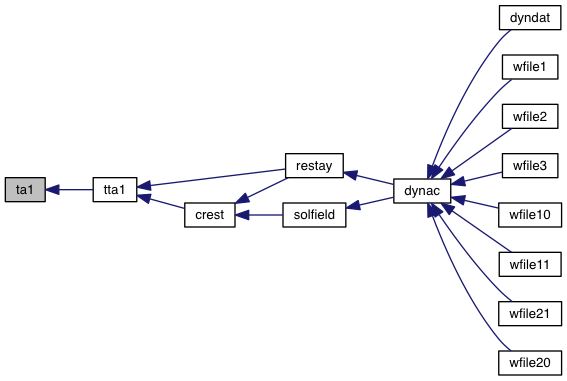 dyndat
wfile1
wfile2
restay
wfile3
ta1
tta1
dynac
crest
solfield
wfile10
wfile11
wfile21
wfile20